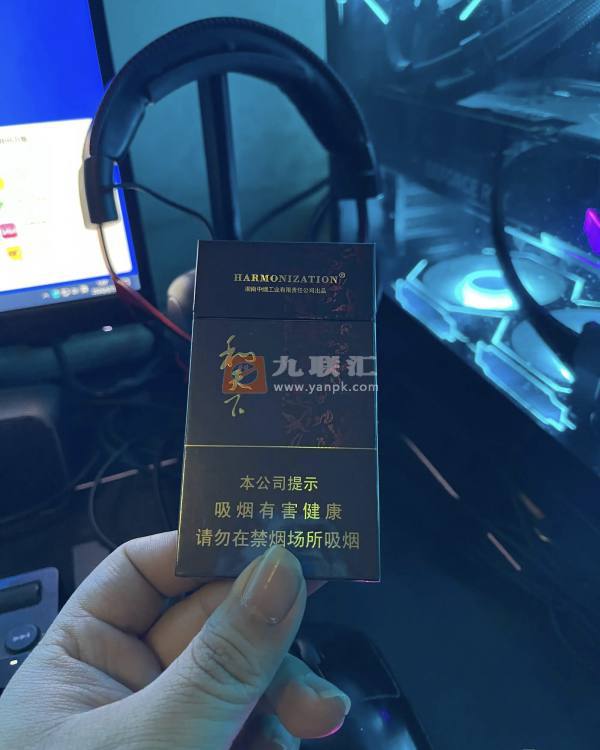 HARMONIZATION®
湖南中烟工业有限责任公司出品
和天下
九联汇
www.yanpk.com
本公司提示
吸烟有害健康
请勿在禁烟场所吸烟